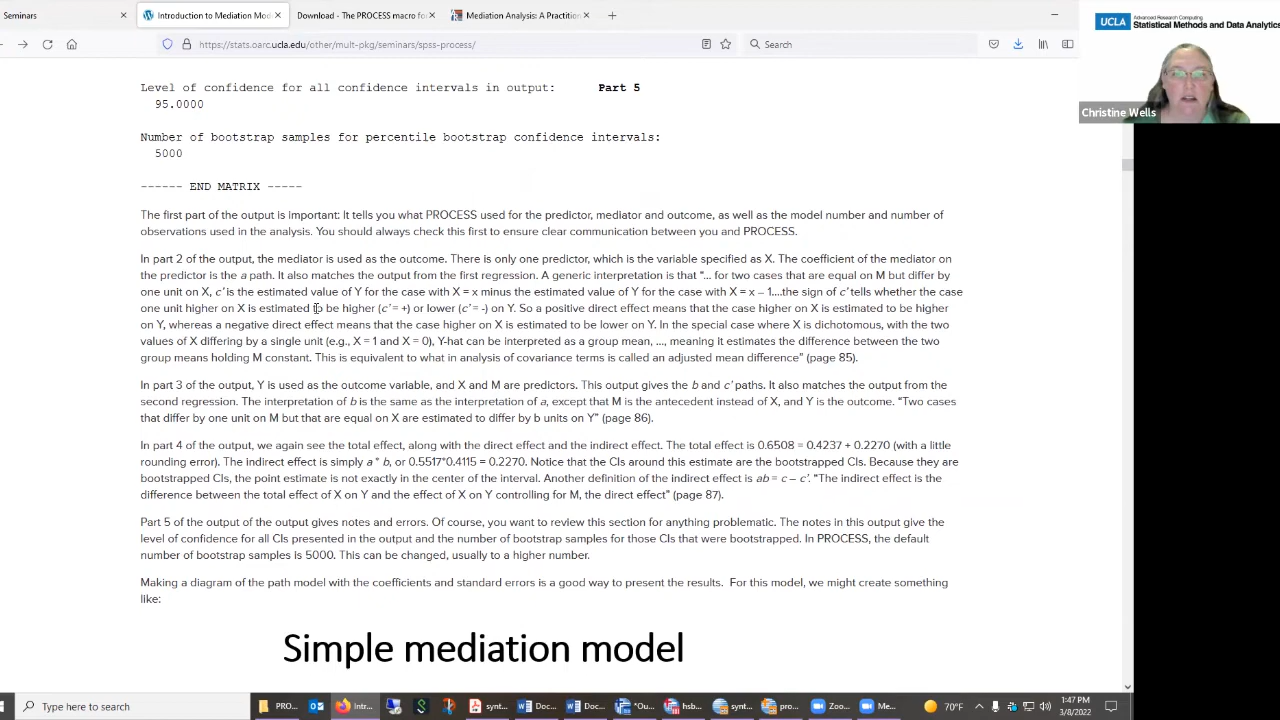 Seminars
Introduction to Mediation Mod
Download - The PROCESS macro for
Mediation Analysis: A Practition
https://stats.oarc.ucla.edu/other/mult-pkg/seminars/spss-process/
Search
UCLA
Advanced Research Computing
Statistical Methods and Data Analytics
Christine Wells
Level of confidence for all confidence intervals in output: Part 5
95.0000
Number of bootstrap samples for percentile bootstrap confidence intervals:
5000
------ END MATRIX -----
The first part of the output is important: It tells you what PROCESS used for the predictor, mediator and outcome, as well as the model number and number of
observations used in the analysis. You should always check this first to ensure clear communication between you and PROCESS.
In part 2 of the output, the mediator is used as the outcome. There is only one predictor, which is the variable specified as X. The coefficient of the mediator on
the predictor is the a path. It also matches the output from the first regression. A generic interpretation is that "... for two cases that are equal on M but differ by
one unit on X, c' is the estimated value of Y for the case with X = x minus the estimated value of Y for the case with X = x – 1....the sign of c' tells whether the case
one unit higher on X is estimated to be higher (c' = +) or lower (c' = -) on Y. So a positive direct effect means that the case higher on X is estimated to be higher
on Y, whereas a negative direct effect means that the case higher on X is estimated to be lower on Y. In the special case where X is dichotomous, with the two
values of X differing by a single unit (e.g., X = 1 and X = 0), Y-hat can be interpreted as a group mean, ..., meaning it estimates the difference between the two
group means holding M constant. This is equivalent to what in analysis of covariance terms is called an adjusted mean difference" (page 85).
In part 3 of the output, Y is used as the outcome variable, and X and M are predictors. This output gives the b and c' paths. It also matches the output from the
second regression. The interpretation of b is the same as the interpretation of a, except that M is the antecedent instead of X, and Y is the outcome. "Two cases
that differ by one unit on M but that are equal on X are estimated to differ by b units on Y" (page 86).
In part 4 of the output, we again see the total effect, along with the direct effect and the indirect effect. The total effect is 0.6508 = 0.4237 + 0.2270 (with a little
rounding error). The indirect effect is simply a * b, or 0.5517*0.4115 = 0.2270. Notice that the CIs around this estimate are the bootstrapped CIs. Because they are
bootstrapped CIs, the point estimate is not exactly in the center of the interval. Another definition of the indirect effect is ab = c – c'. "The indirect effect is the
difference between the total effect of X on Y and the effect of X on Y controlling for M, the direct effect" (page 87).
Part 5 of the output of the output gives notes and errors. Of course, you want to review this section for anything problematic. The notes in this output give the
level of confidence for all CIs presented in the output and the number of bootstrap samples for those CIs that were bootstrapped. In PROCESS, the default
number of bootstrap samples is 5000. This can be changed, usually to a higher number.
Making a diagram of the path model with the coefficients and standard errors is a good way to present the results. For this model, we might create something
like:
Simple mediation model
Type here to search
PRO...
Intr...
synt...
Doc...
*Ou...
hsb...
synt...
pro...
Doc...
Zoo...
Me...
70°F
1:47 PM
3/8/2022